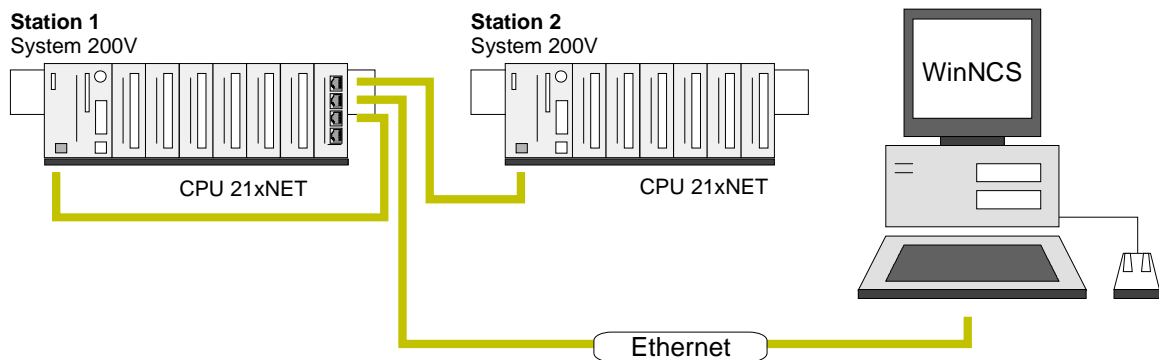 Station 1
System 200V
Station 2
System 200V
WinNCS
CPU 21xNET
CPU 21xNET
Ethernet